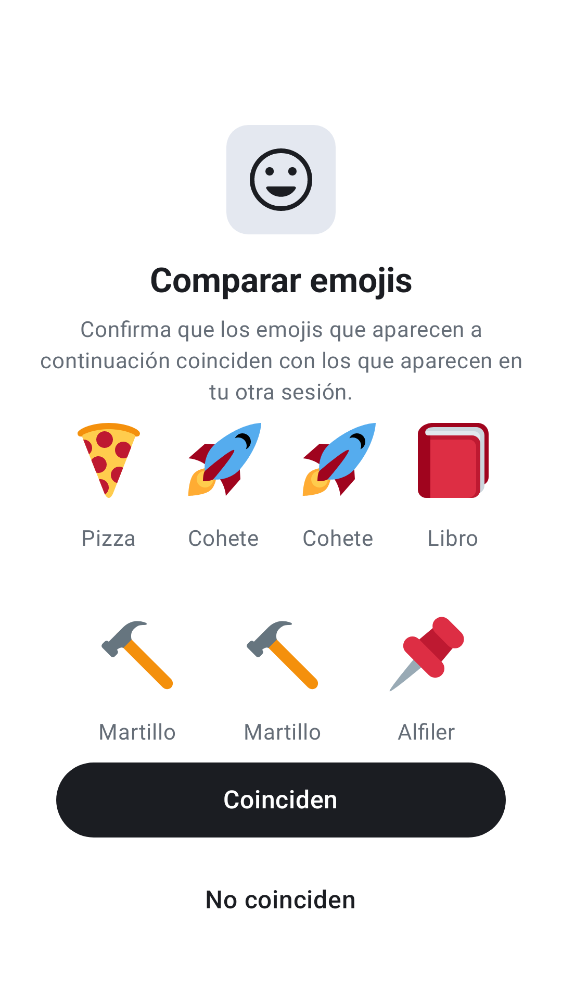 Comparar emojis
Confirma que los emojis que aparecen a
continuación coinciden con los que aparecen en
tu otra sesión.
Pizza Cohete Cohete Libro
Martillo Martillo Alfiler
Coinciden
No coinciden